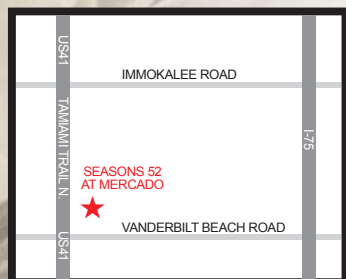 US41
IMMOKALEE ROAD
TAMIAMI TRAIL N.
I-75
SEASONS 52
AT MERCADO
VANDERBILT BEACH ROAD
US41